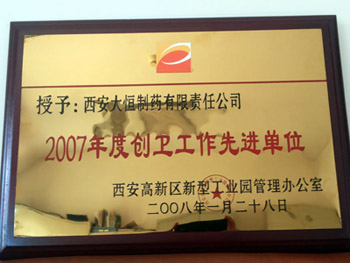 授予：西安大恒制药有限责任公司
2007年度创卫工作先进单位
西安高新区新型工业园管理办公室
二〇〇八年一月二十八日